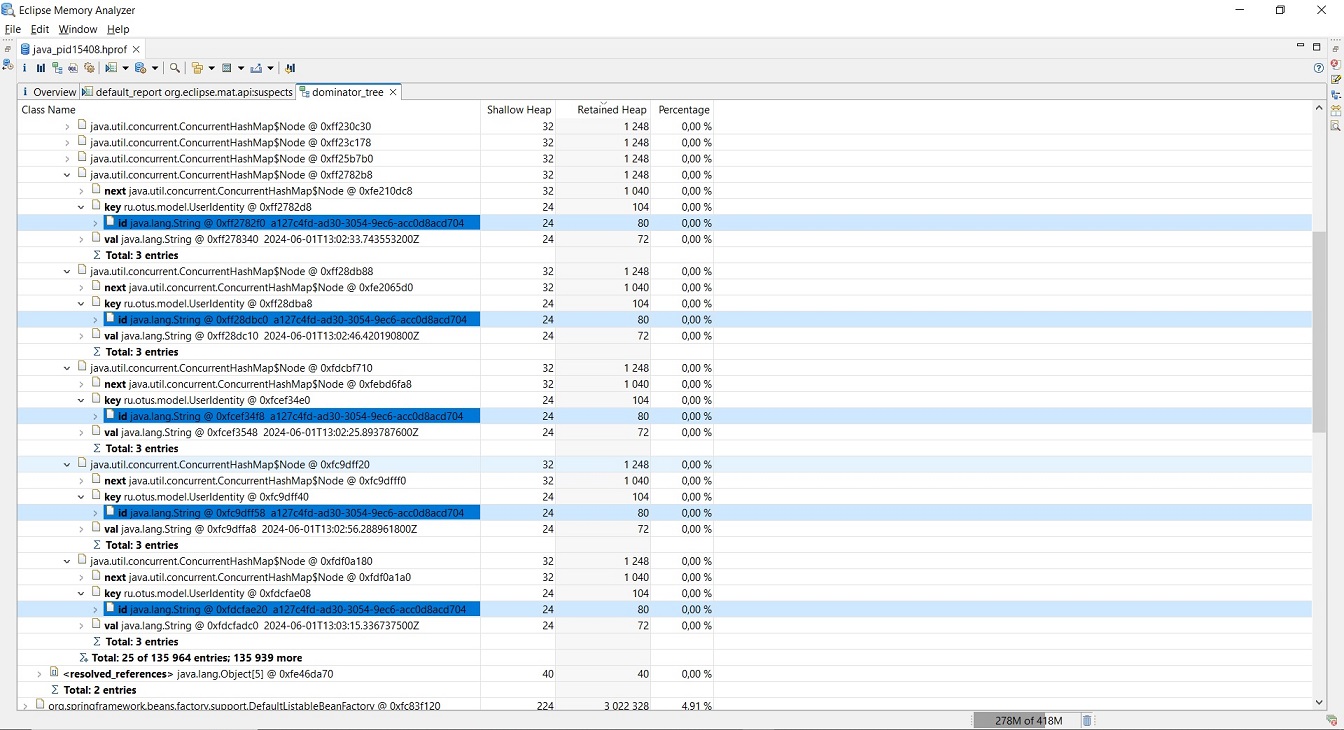 Eclipse Memory Analyzer
File Edit Window Help
java_pid15408.hprof
Overview default_report org.eclipse.mat.api:suspects dominator_tree
Class Name Shallow Heap Retained Heap Percentage
java.util.concurrent.ConcurrentHashMap$Node @ 0xff230c30 32 1 248 0,00 %
java.util.concurrent.ConcurrentHashMap$Node @ 0xff23c178 32 1 248 0,00 %
java.util.concurrent.ConcurrentHashMap$Node @ 0xff25b7b0 32 1 248 0,00 %
java.util.concurrent.ConcurrentHashMap$Node @ 0xff2782b8 32 1 248 0,00 %
next java.util.concurrent.ConcurrentHashMap$Node @ 0xfe210dc8 32 1 040 0,00 %
key ru.otus.model.UserIdentity @ 0xff2782d8 24 104 0,00 %
id java.lang.String @ 0xff2782f0 a127c4fd-ad30-3054-9ec6-acc0d8acd704 24 80 0,00 %
val java.lang.String @ 0xff278340 2024-06-01T13:02:33.743553200Z 24 72 0,00 %
Σ Total: 3 entries
java.util.concurrent.ConcurrentHashMap$Node @ 0xff28db88 32 1 248 0,00 %
next java.util.concurrent.ConcurrentHashMap$Node @ 0xfe2065d0 32 1 040 0,00 %
key ru.otus.model.UserIdentity @ 0xff28dba8 24 104 0,00 %
id java.lang.String @ 0xff28dbc0 a127c4fd-ad30-3054-9ec6-acc0d8acd704 24 80 0,00 %
val java.lang.String @ 0xff28dc10 2024-06-01T13:02:46.420190800Z 24 72 0,00 %
Σ Total: 3 entries
java.util.concurrent.ConcurrentHashMap$Node @ 0xfdcbf710 32 1 248 0,00 %
next java.util.concurrent.ConcurrentHashMap$Node @ 0xfebd6fa8 32 1 040 0,00 %
key ru.otus.model.UserIdentity @ 0xfcef34e0 24 104 0,00 %
id java.lang.String @ 0xfcef34f8 a127c4fd-ad30-3054-9ec6-acc0d8acd704 24 80 0,00 %
val java.lang.String @ 0xfcef3548 2024-06-01T13:02:25.893787600Z 24 72 0,00 %
Σ Total: 3 entries
java.util.concurrent.ConcurrentHashMap$Node @ 0xfc9dff20 32 1 248 0,00 %
next java.util.concurrent.ConcurrentHashMap$Node @ 0xfc9dfff0 32 1 040 0,00 %
key ru.otus.model.UserIdentity @ 0xfc9dff40 24 104 0,00 %
id java.lang.String @ 0xfc9dff58 a127c4fd-ad30-3054-9ec6-acc0d8acd704 24 80 0,00 %
val java.lang.String @ 0xfc9dffa8 2024-06-01T13:02:56.288961800Z 24 72 0,00 %
Σ Total: 3 entries
java.util.concurrent.ConcurrentHashMap$Node @ 0xfdf0a180 32 1 248 0,00 %
next java.util.concurrent.ConcurrentHashMap$Node @ 0xfdf0a1a0 32 1 040 0,00 %
key ru.otus.model.UserIdentity @ 0xfdcfae08 24 104 0,00 %
id java.lang.String @ 0xfdcfae20 a127c4fd-ad30-3054-9ec6-acc0d8acd704 24 80 0,00 %
val java.lang.String @ 0xfdcfadc0 2024-06-01T13:03:15.336737500Z 24 72 0,00 %
Σ Total: 3 entries
Σ Total: 25 of 135 964 entries; 135 939 more
<resolved_references> java.lang.Object[5] @ 0xfe46da70 40 40 0,00 %
Σ Total: 2 entries
org.springframework.beans.factory.support.DefaultListableBeanFactory @ 0xfc83f120 224 3 022 328 4,91 %
278M of 418M